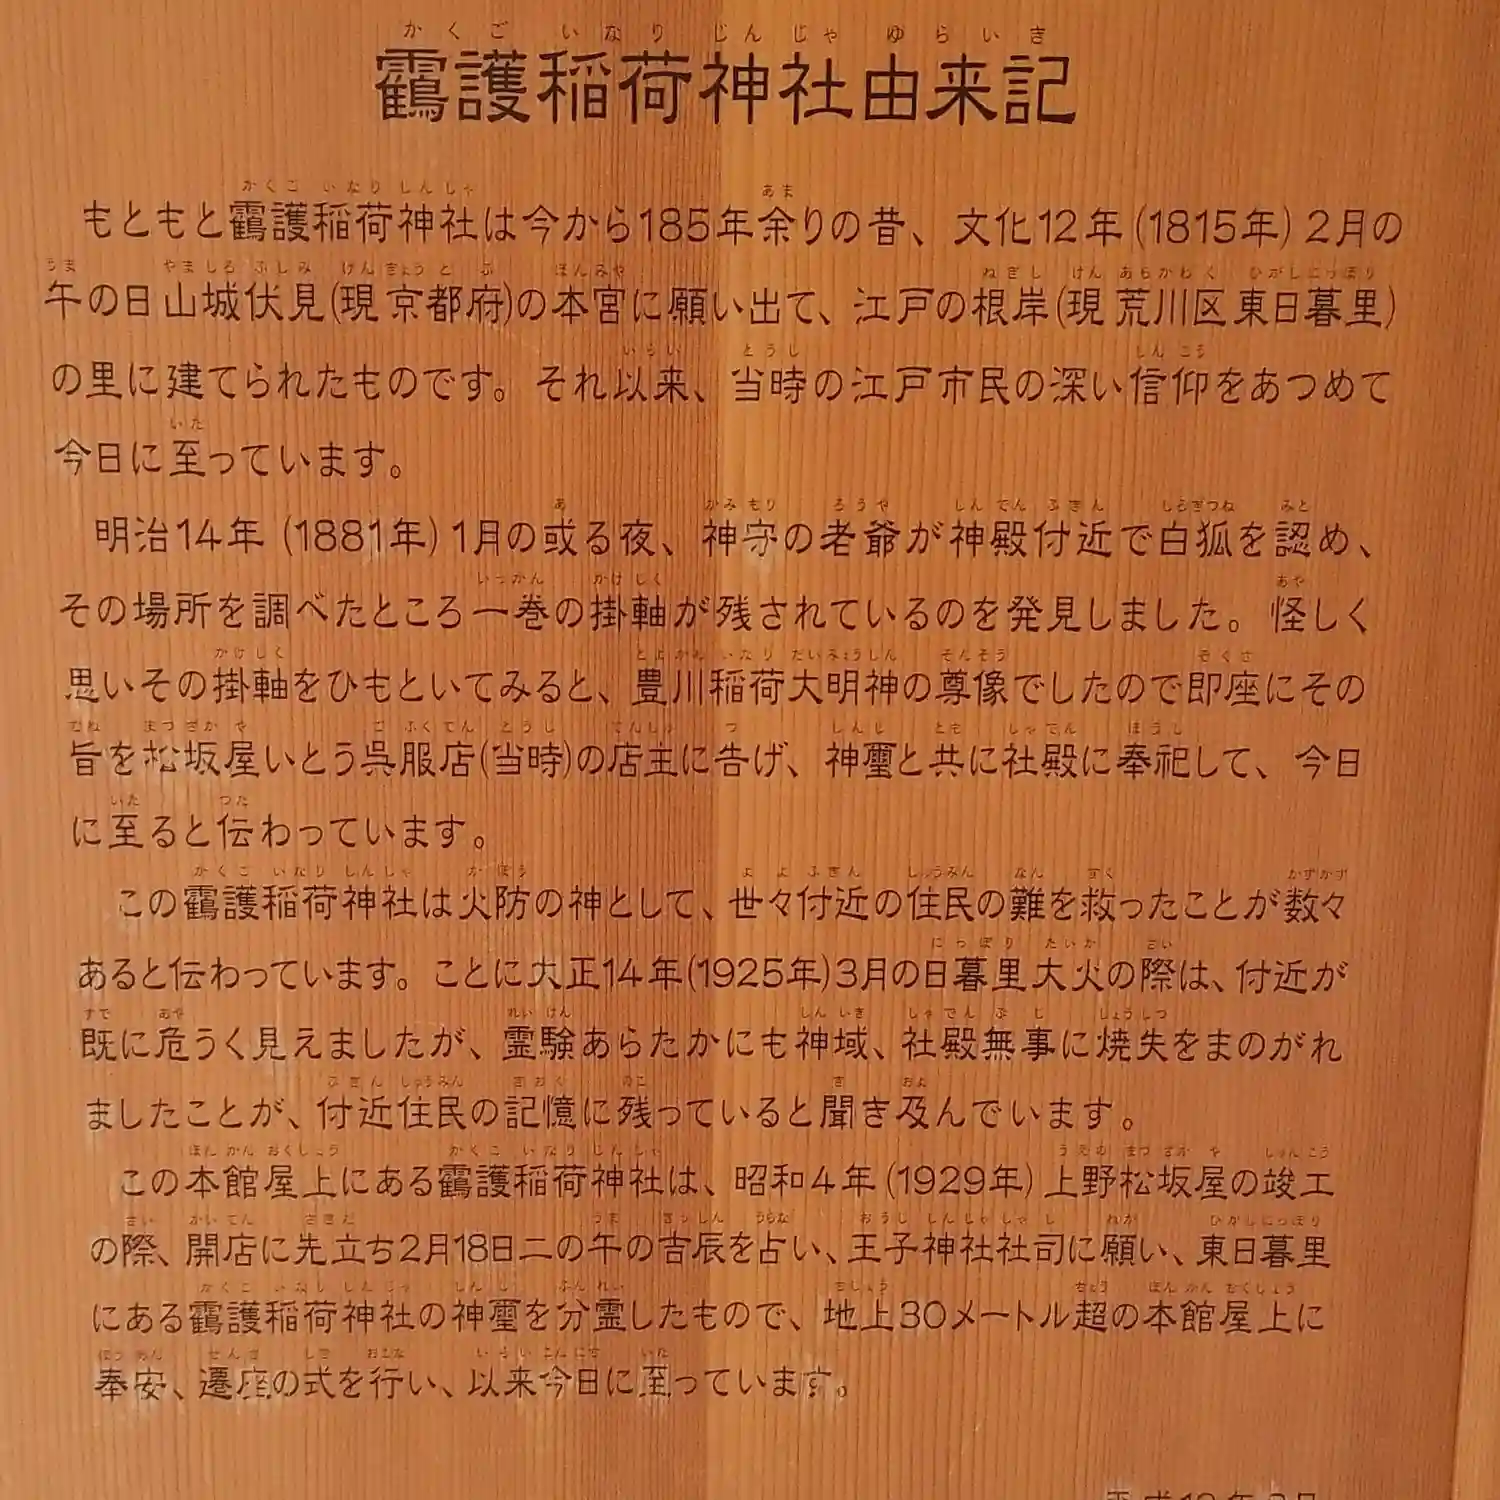 かくご いなり じんじゃ ゆらいき
靍護稲荷神社由来記
もともと靍護稲荷神社は今から185年余りの昔、文化12年(1815年)2月の
午の日山城伏見(現京都府)の本宮に願い出て、江戸の根岸(現荒川区東日暮里)
の里に建てられたものです。それ以来、当時の江戸市民の深い信仰をあつめて
今日に至っています。
明治14年(1881年)1月の或る夜、神守の老爺が神殿付近で白狐を認め、
その場所を調べたところ一巻の掛軸が残されているのを発見しました。怪しく
思いその掛軸をひもといてみると、豊川稲荷大明神の尊像でしたので即座にその
旨を松坂屋いとう呉服店(当時)の店主に告げ、神璽と共に社殿に奉祀して、今日
に至ると伝わっています。
この靍護稲荷神社は火防の神として、世々付近の住民の難を救ったことが数々
あると伝わっています。ことに大正14年(1925年)3月の日暮里大火の際は、付近が
既に危うく見えましたが、霊験あらたかにも神域、社殿無事に焼失をまのがれ
ましたことが、付近住民の記憶に残っていると聞き及んでいます。
この本館屋上にある靍護稲荷神社は、昭和4年(1929年)上野松坂屋の竣工
の際、開店に先立ち2月18日二の午の吉辰を占い、王子神社社司に願い、東日暮里
にある靍護稲荷神社の神璽を分霊したもので、地上30メートル超の本館屋上に
奉安、遷座の式を行い、以来今日に至っています。